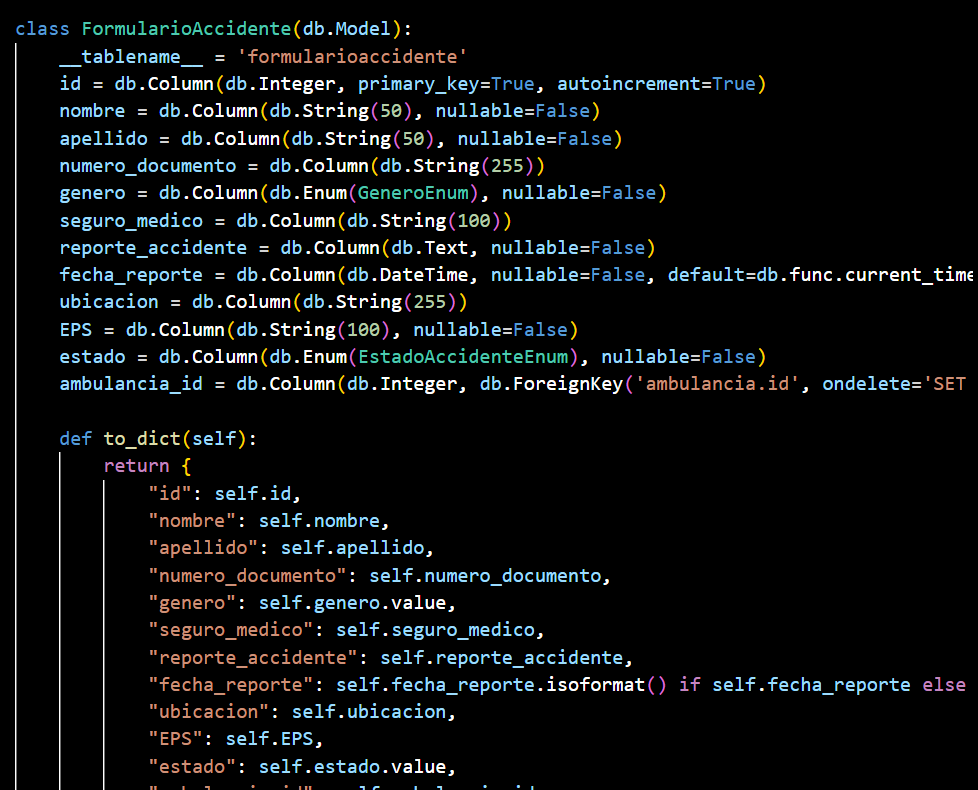 class FormularioAccidente(db.Model):
    __tablename__ = 'formularioaccidente'
    id = db.Column(db.Integer, primary_key=True, autoincrement=True)
    nombre = db.Column(db.String(50), nullable=False)
    apellido = db.Column(db.String(50), nullable=False)
    numero_documento = db.Column(db.String(255))
    genero = db.Column(db.Enum(GeneroEnum), nullable=False)
    seguro_medico = db.Column(db.String(100))
    reporte_accidente = db.Column(db.Text, nullable=False)
    fecha_reporte = db.Column(db.DateTime, nullable=False, default=db.func.current_time
    ubicacion = db.Column(db.String(255))
    EPS = db.Column(db.String(100), nullable=False)
    estado = db.Column(db.Enum(EstadoAccidenteEnum), nullable=False)
    ambulancia_id = db.Column(db.Integer, db.ForeignKey('ambulancia.id', ondelete='SET
    def to_dict(self):
        return {
            "id": self.id,
            "nombre": self.nombre,
            "apellido": self.apellido,
            "numero_documento": self.numero_documento,
            "genero": self.genero.value,
            "seguro_medico": self.seguro_medico,
            "reporte_accidente": self.reporte_accidente,
            "fecha_reporte": self.fecha_reporte.isoformat() if self.fecha_reporte else
            "ubicacion": self.ubicacion,
            "EPS": self.EPS,
            "estado": self.estado.value,